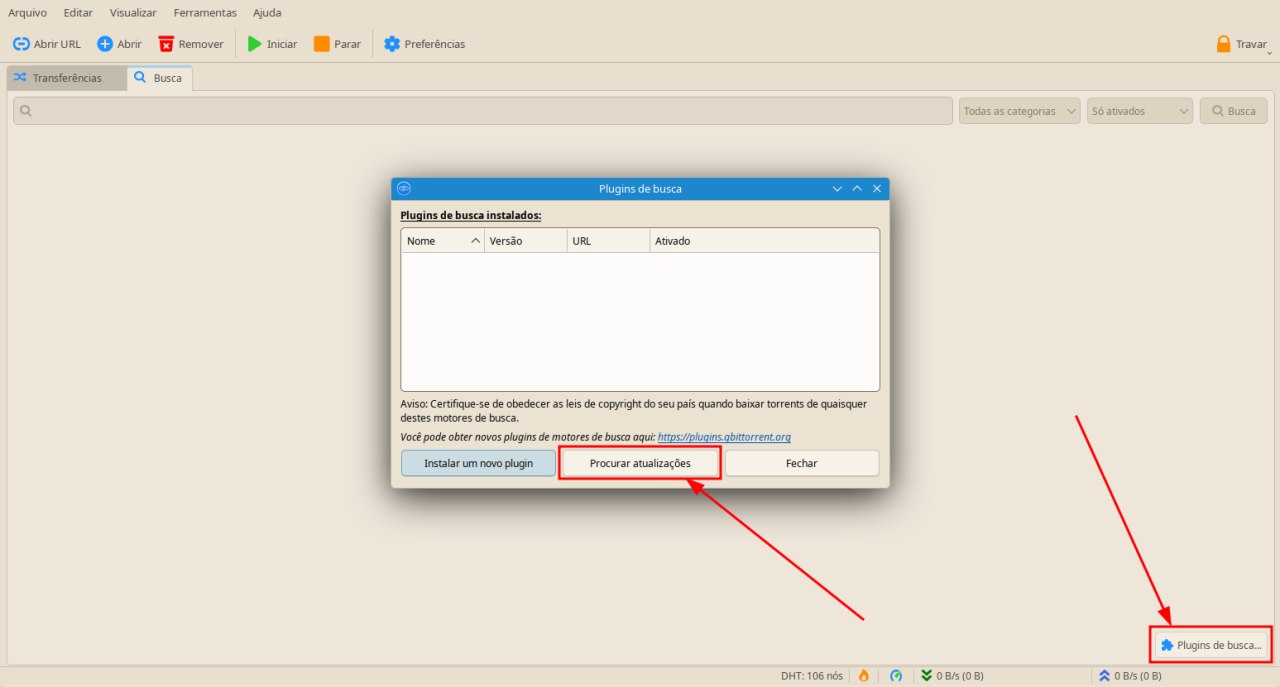 Arquivo Editar Visualizar Ferramentas Ajuda
Abrir URL Abrir Remover Iniciar Parar Preferências Travar
Transferências Busca
Todas as categorias Só ativados Busca
Plugins de busca
Plugins de busca instalados:
Nome Versão URL Ativado
Aviso: Certifique-se de obedecer as leis de copyright do seu país quando baixar torrents de quaisquer
destes motores de busca.
Você pode obter novos plugins de motores de busca aqui: https://plugins.qbittorrent.org
Instalar um novo plugin Procurar atualizações Fechar
Plugins de busca...
DHT: 106 nós 0 B/s (0 B) 0 B/s (0 B)